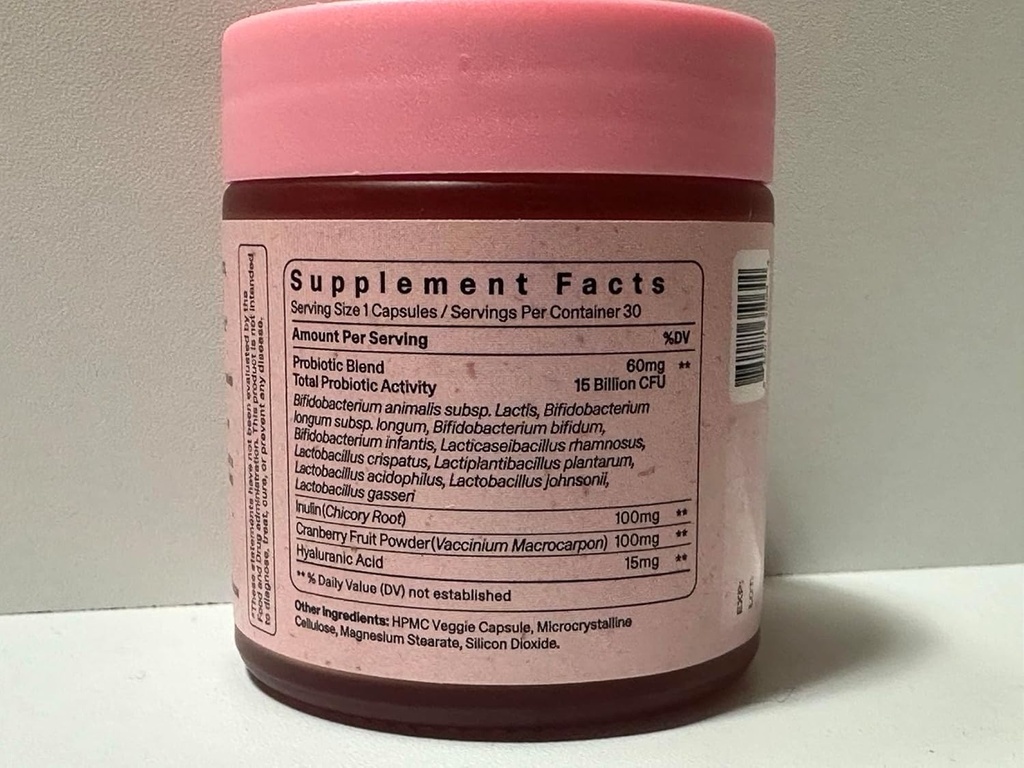 *These statements have not been evaluated by the
Food and Drug administration. This product is not intended
to diagnose, treat, cure, or prevent any disease.
Supplement Facts
Serving Size 1 Capsules / Servings Per Container 30
Amount Per Serving %DV
Probiotic Blend 60mg **
Total Probiotic Activity 15 Billion CFU
Bifidobacterium animalis subsp. Lactis, Bifidobacterium
longum subsp. longum, Bifidobacterium bifidum,
Bifidobacterium infantis, Lacticaseibacillus rhamnosus,
Lactobacillus crispatus, Lactiplantibacillus plantarum,
Lactobacillus acidophilus, Lactobacillus johnsonii,
Lactobacillus gasseri
Inulin(Chicory Root) 100mg **
Cranberry Fruit Powder(Vaccinium Macrocarpon) 100mg **
Hyaluranic Acid 15mg **
**% Daily Value (DV) not established
Other Ingredients: HPMC Veggie Capsule, Microcrystalline
Cellulose, Magnesium Stearate, Silicon Dioxide.
EXP:
LOT: